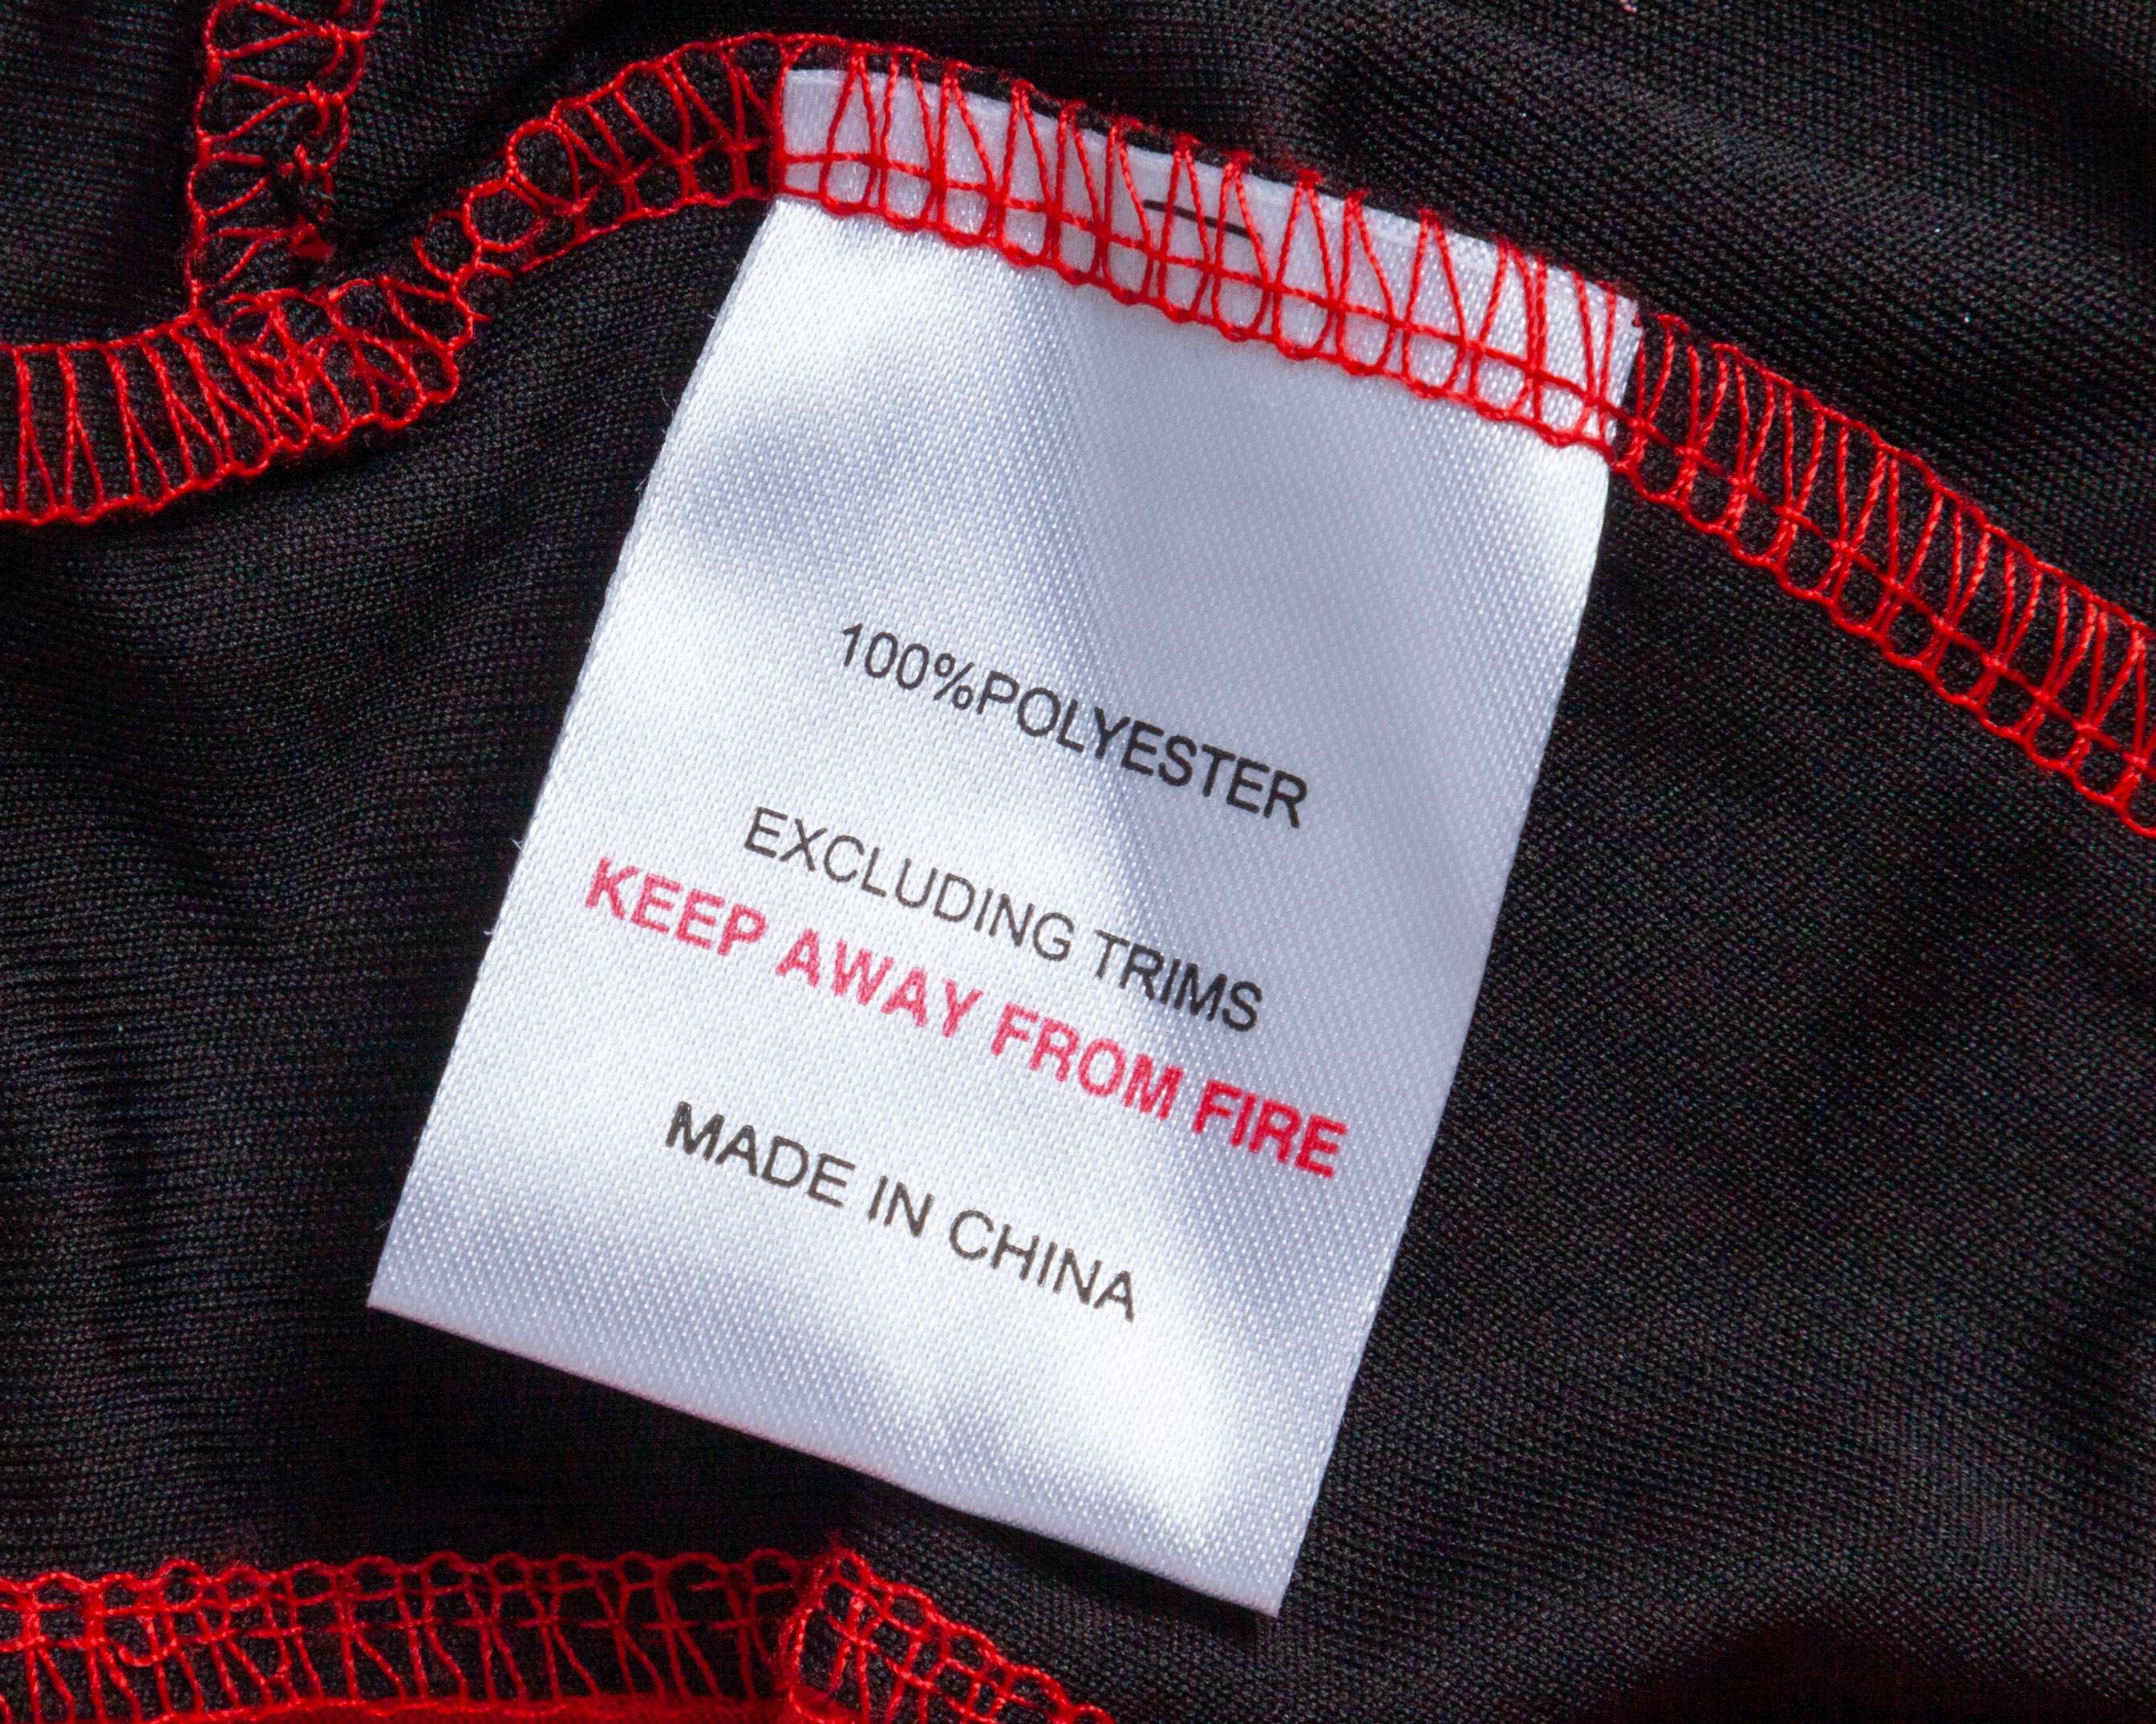 100%POLYESTER
EXCLUDING TRIMS
KEEP AWAY FROM FIRE
MADE IN CHINA